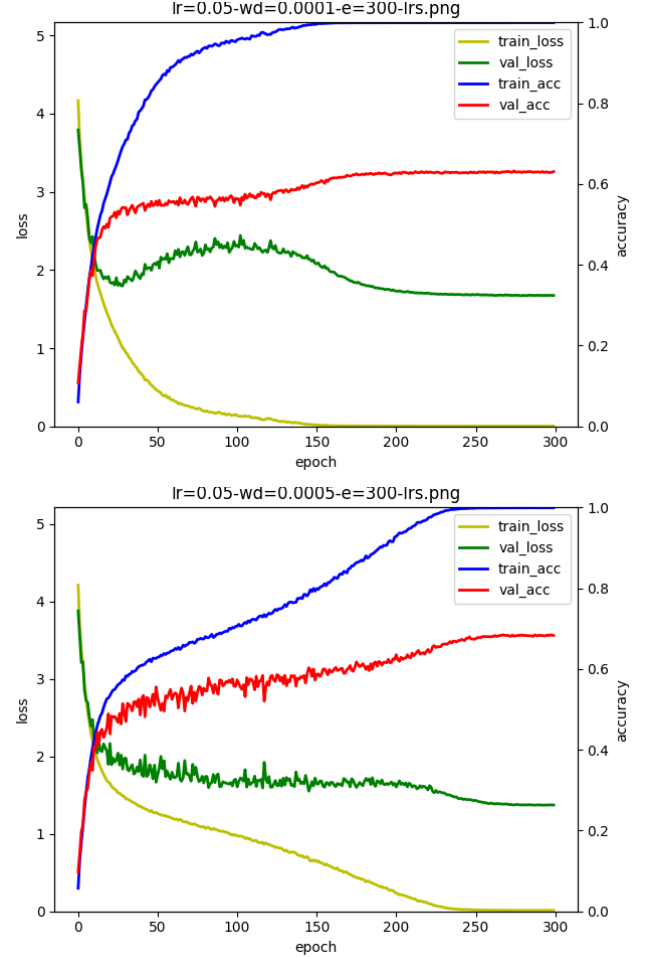 lr=0.05-wd=0.0001-e=300-lrs.png
train_loss
val_loss
train_acc
val_acc
5
4
3
2
1
0
loss
1.0
0.8
0.6
0.4
0.2
0.0
accuracy
0 50 100 150 200 250 300
epoch
lr=0.05-wd=0.0005-e=300-lrs.png
train_loss
val_loss
train_acc
val_acc
5
4
3
2
1
0
loss
1.0
0.8
0.6
0.4
0.2
0.0
accuracy
0 50 100 150 200 250 300
epoch